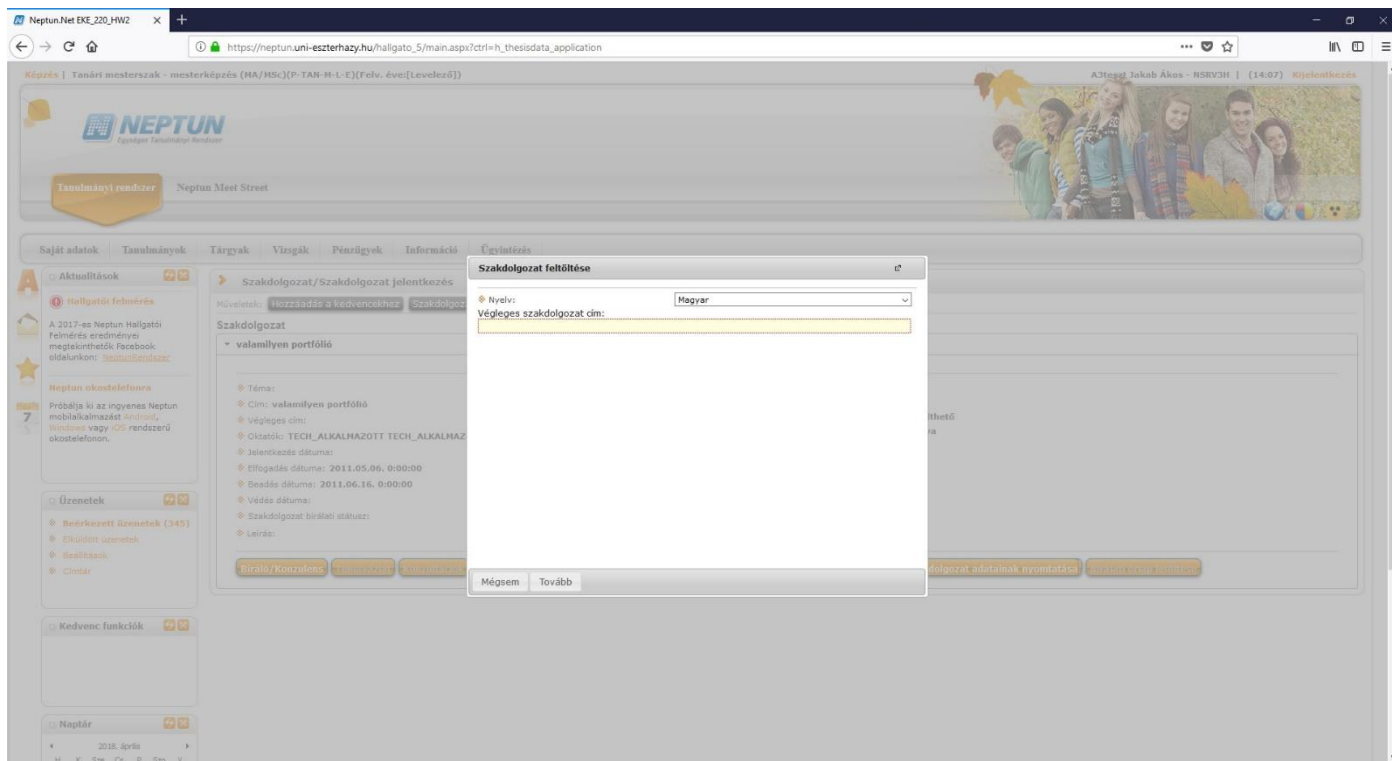 Neptun.Net EKE_220_HW2
https://neptun.uni-eszterhazy.hu/hallgato_5/main.aspx?ctrl=h_thesisdata_application
Képzés | Tanári mesterszak - mesterképzés (MA/MSc)(P-TAN-M-L-E)(Felv. éve:[Levelező])
A3teszt Jakab Ákos - NSRV3H | (14:07) Kijelentkezés
NEPTUN
Egységes Tanulmányi Rendszer
Tanulmányi rendszer Neptun Meet Street
Saját adatok Tanulmányok Tárgyak Vizsgák Pénzügyek Információ Ügyintézés
Aktualitások
Hallgatói felmérés
A 2017-es Neptun Hallgatói
Felmérés eredményei
megtekinthetők Facebook
oldalunkon: NeptunRendszer
Neptun okostelefonra
Próbálja ki az ingyenes Neptun
mobilalkalmazást Android,
Windows vagy iOS rendszerű
okostelefonon.
7
Üzenetek
Beérkezett üzenetek (345)
Elküldött üzenetek
Beállítások
Címtár
Kedvenc funkciók
Naptár
2018. április
Szakdolgozat/Szakdolgozat jelentkezés
Műveletek: Hozzáadás a kedvencekhez Szakdolgoz
Szakdolgozat
valamilyen portfólió
Téma:
Cím: valamilyen portfólió
Végleges cím:
Oktatók: TECH_ALKALMAZOTT TECH_ALKALMAZ
Jelentkezés dátuma:
Elfogadás dátuma: 2011.05.06. 0:00:00
Beadás dátuma: 2011.06.16. 0:00:00
Védés dátuma:
Szakdolgozat bírálati státusz:
Leírás:
Bíráló/Konzulens
dolgozat adatainak nyomtatása
Szakdolgozat feltöltése
Nyelv: Magyar
Végleges szakdolgozat cím:
Mégsem Tovább